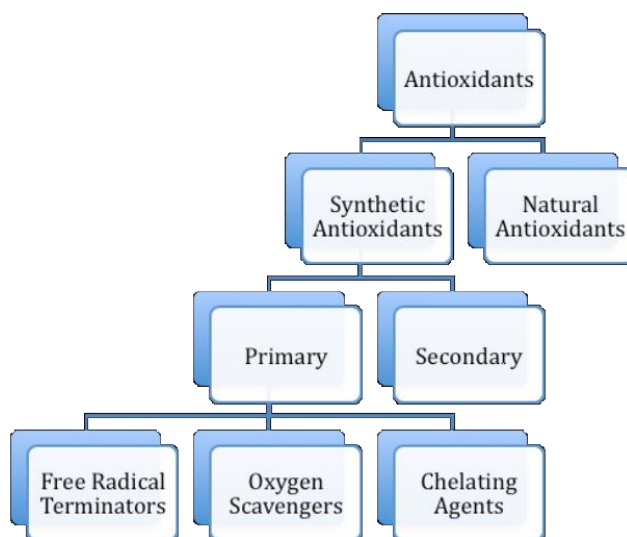 Antioxidants
Synthetic
Antioxidants
Natural
Antioxidants
Primary
Secondary
Free Radical
Terminators
Oxygen
Scavengers
Chelating
Agents